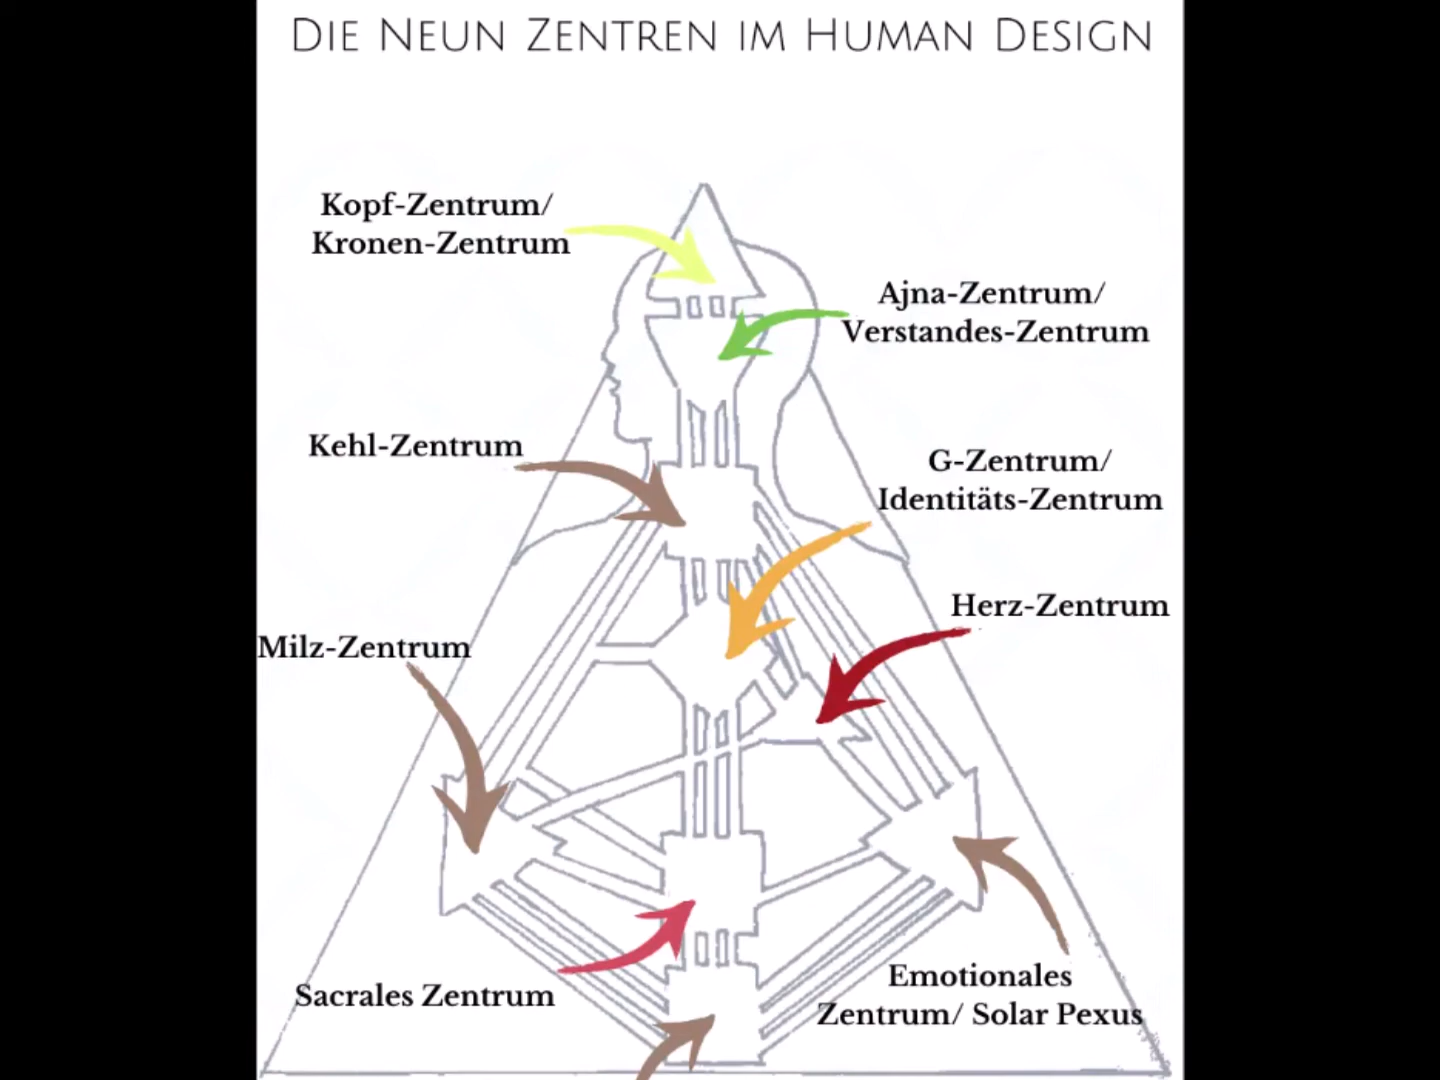 Die Neun Zentren im Human Design
Kopf-Zentrum/
Kronen-Zentrum
Ajna-Zentrum/
Verstandes-Zentrum
Kehl-Zentrum
G-Zentrum/
Identitäts-Zentrum
Herz-Zentrum
Milz-Zentrum
Sacrales Zentrum
Emotionales
Zentrum/ Solar Pexus